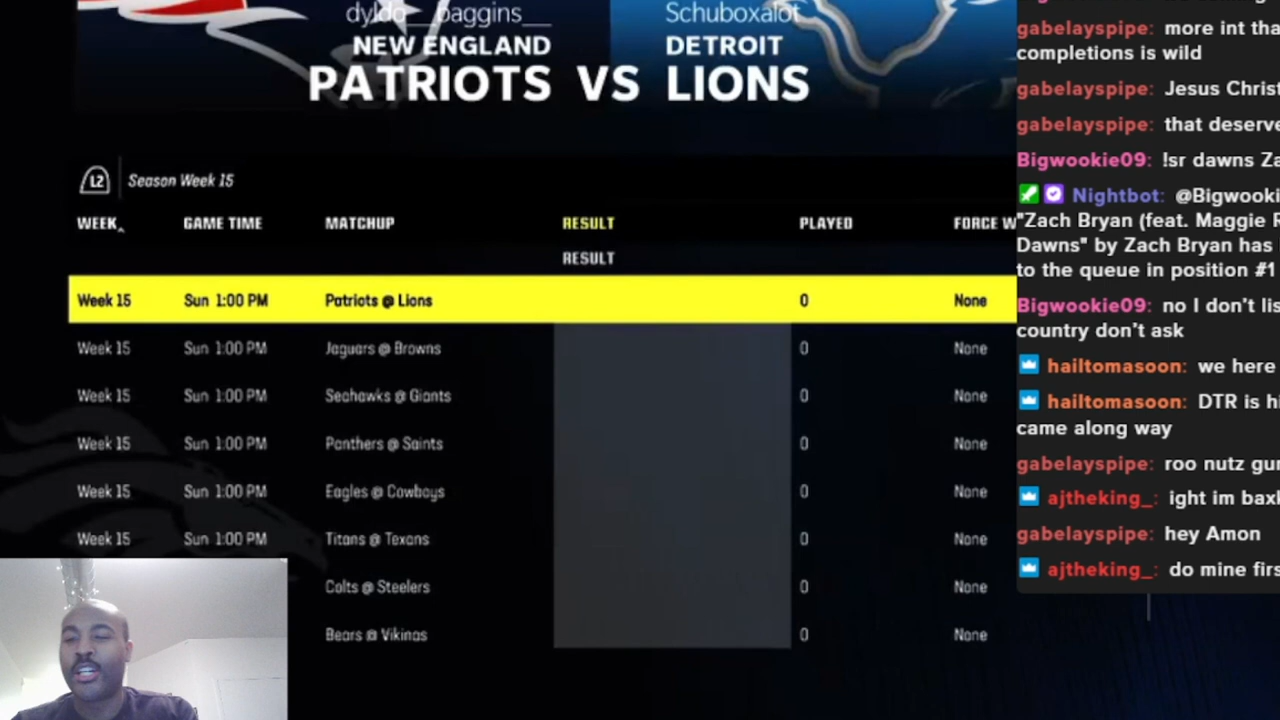 dyldo__baggins__
Schuboxalot
NEW ENGLAND
DETROIT
PATRIOTS VS LIONS
L2 Season Week 15
WEEK GAME TIME MATCHUP RESULT PLAYED FORCE W
RESULT
Week 15 Sun 1:00 PM Patriots @ Lions 0 None
Week 15 Sun 1:00 PM Jaguars @ Browns 0 None
Week 15 Sun 1:00 PM Seahawks @ Giants 0 None
Week 15 Sun 1:00 PM Panthers @ Saints 0 None
Week 15 Sun 1:00 PM Eagles @ Cowboys 0 None
Week 15 Sun 1:00 PM Titans @ Texans 0 None
Colts @ Steelers 0 None
Bears @ Vikings 0 None
gabelayspipe: more int tha
completions is wild
gabelayspipe: Jesus Christ
gabelayspipe: that deserve
Bigwookie09: !sr dawns Za
Nightbot: @Bigwooki
"Zach Bryan (feat. Maggie R
Dawns" by Zach Bryan has
to the queue in position #1
Bigwookie09: no I don't lis
country don't ask
hailtomasoon: we here
hailtomasoon: DTR is hi
came along way
gabelayspipe: roo nutz gu
ajtheking_: ight im baxk
gabelayspipe: hey Amon
ajtheking_: do mine firs